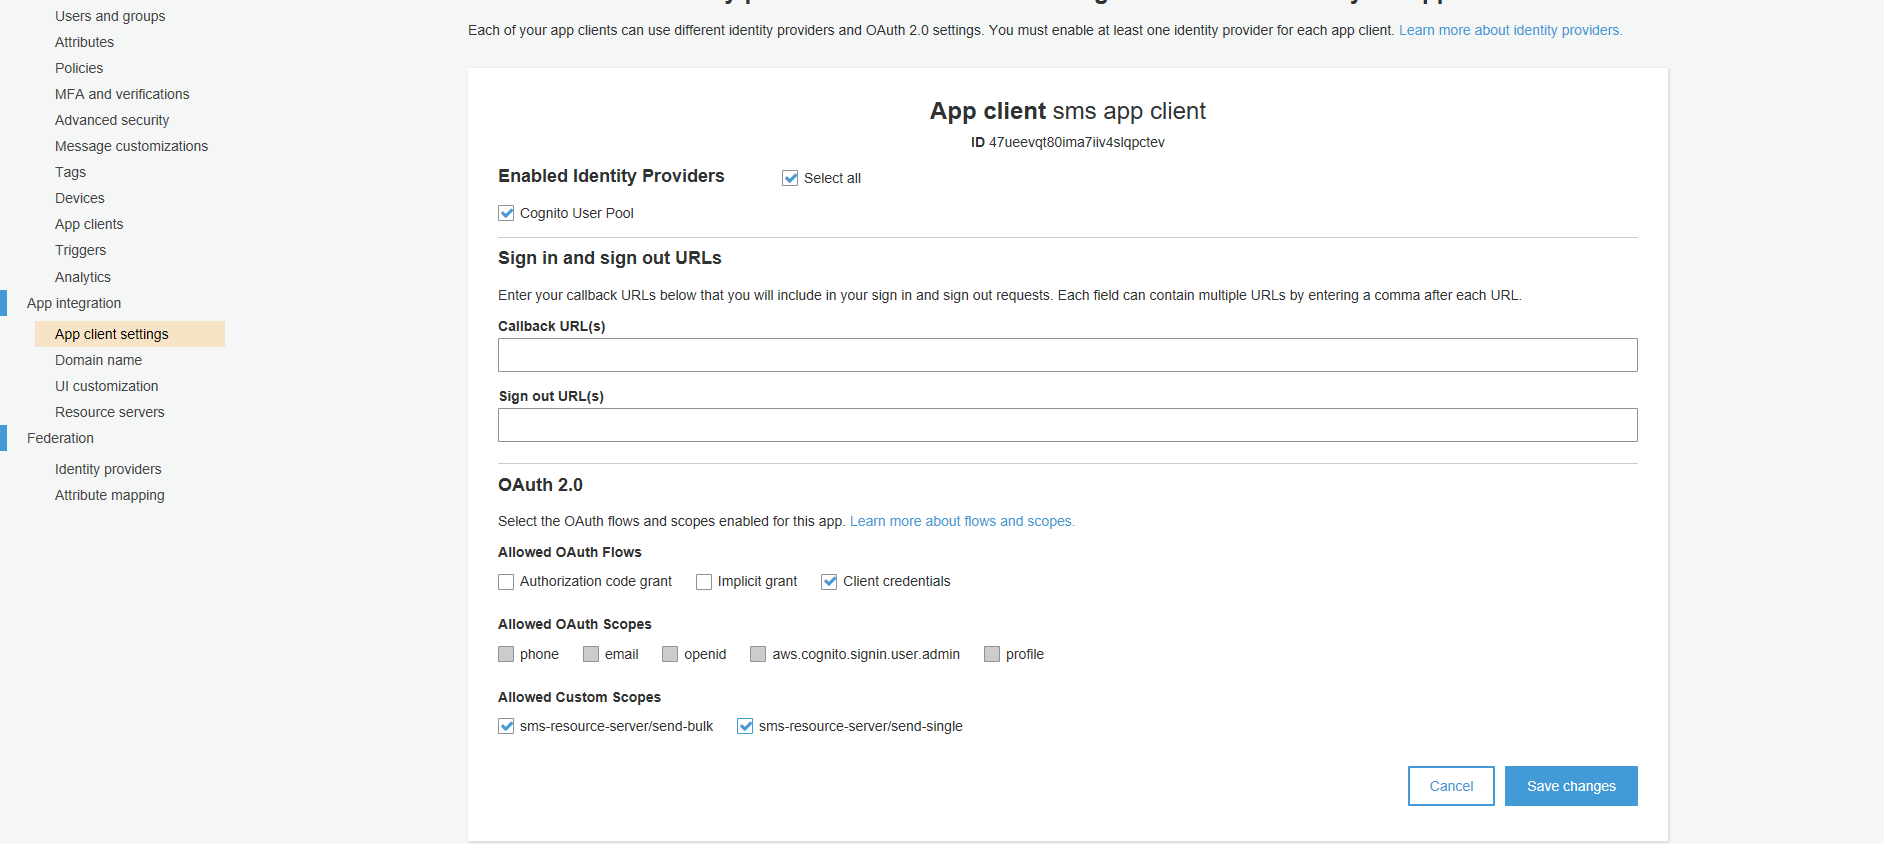 Users and groups
Attributes
Policies
MFA and verifications
Advanced security
Message customizations
Tags
Devices
App clients
Triggers
Analytics
App integration
App client settings
Domain name
UI customization
Resource servers
Federation
Identity providers
Attribute mapping
Each of your app clients can use different identity providers and OAuth 2.0 settings. You must enable at least one identity provider for each app client. Learn more about identity providers.
App client sms app client
ID 47ueevqt80ima7iiv4slqpctev
Enabled Identity Providers
Select all
Cognito User Pool
Sign in and sign out URLs
Enter your callback URLs below that you will include in your sign in and sign out requests. Each field can contain multiple URLs by entering a comma after each URL.
Callback URL(s)
Sign out URL(s)
OAuth 2.0
Select the OAuth flows and scopes enabled for this app. Learn more about flows and scopes.
Allowed OAuth Flows
Authorization code grant Implicit grant Client credentials
Allowed OAuth Scopes
phone email openid aws.cognito.signin.user.admin profile
Allowed Custom Scopes
sms-resource-server/send-bulk sms-resource-server/send-single
Cancel Save changes